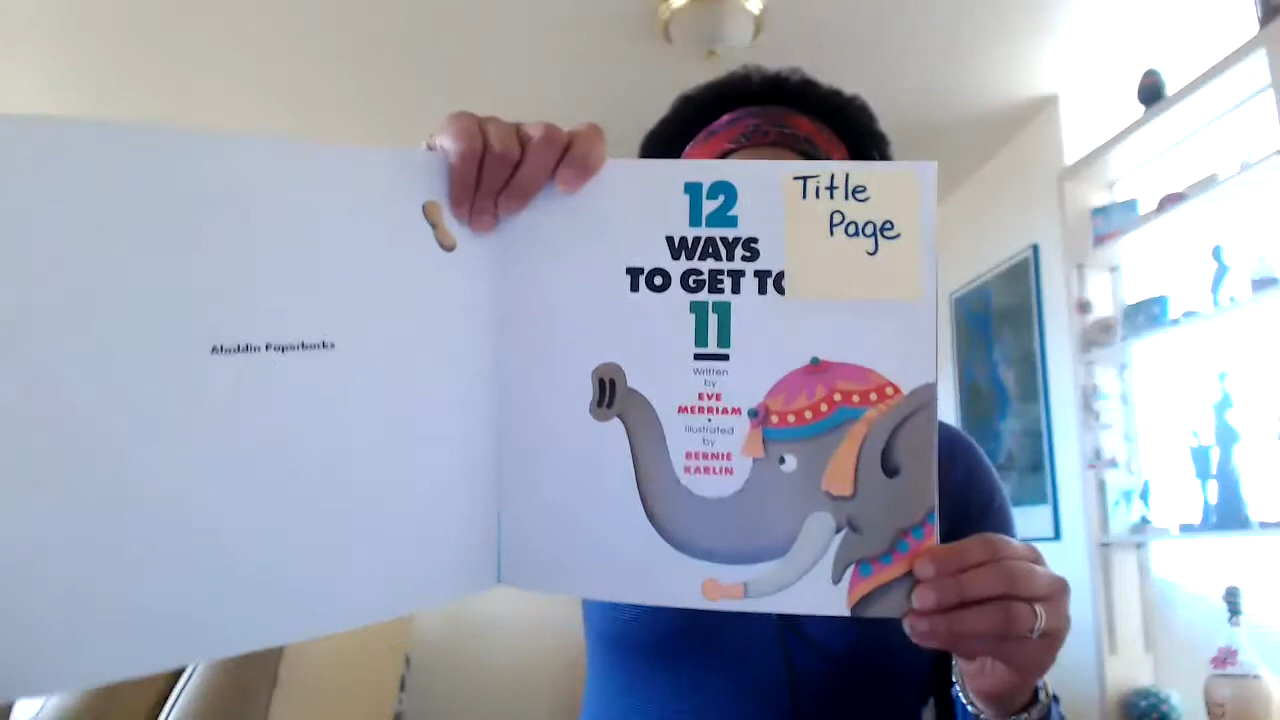 Aladdin Paperbacks
12
WAYS
TO GET TO
11
Written
by
EVE
MERRIAM
•
Illustrated
by
BERNIE
KARLIN
Title
Page